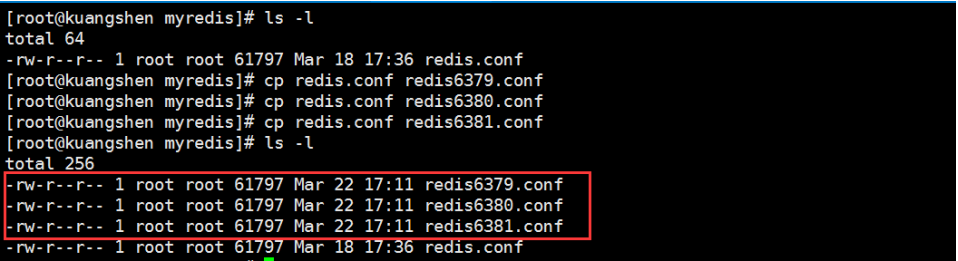 [root@kuangshen myredis]# ls -l
total 64
-rw-r--r-- 1 root root 61797 Mar 18 17:36 redis.conf
[root@kuangshen myredis]# cp redis.conf redis6379.conf
[root@kuangshen myredis]# cp redis.conf redis6380.conf
[root@kuangshen myredis]# cp redis.conf redis6381.conf
[root@kuangshen myredis]# ls -l
total 256
-rw-r--r-- 1 root root 61797 Mar 22 17:11 redis6379.conf
-rw-r--r-- 1 root root 61797 Mar 22 17:11 redis6380.conf
-rw-r--r-- 1 root root 61797 Mar 22 17:11 redis6381.conf
-rw-r--r-- 1 root root 61797 Mar 18 17:36 redis.conf